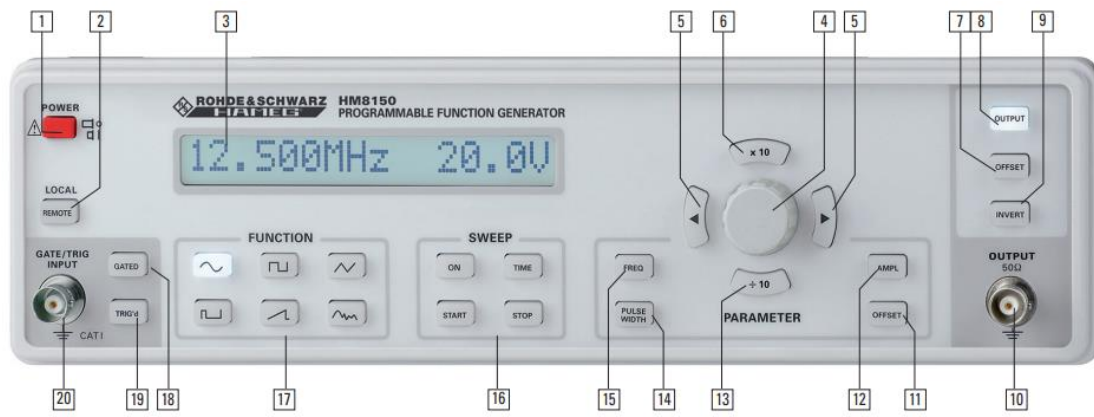 1 2 3 5 6 4 5 7 8 9
POWER
ROHDE&SCHWARZ HM8150
HAMEG PROGRAMMABLE FUNCTION GENERATOR
OUTPUT
12.500MHz 20.0V
x 10
OFFSET
LOCAL
REMOTE
INVERT
FUNCTION SWEEP
GATE/TRIG
INPUT
GATED
ON TIME
FREQ
AMPL
OUTPUT
50Ω
÷ 10
TRIG'd
START STOP
PULSE
WIDTH
PARAMETER
OFFSET
CAT I
20 19 18 17 16 15 14 13 12 11 10